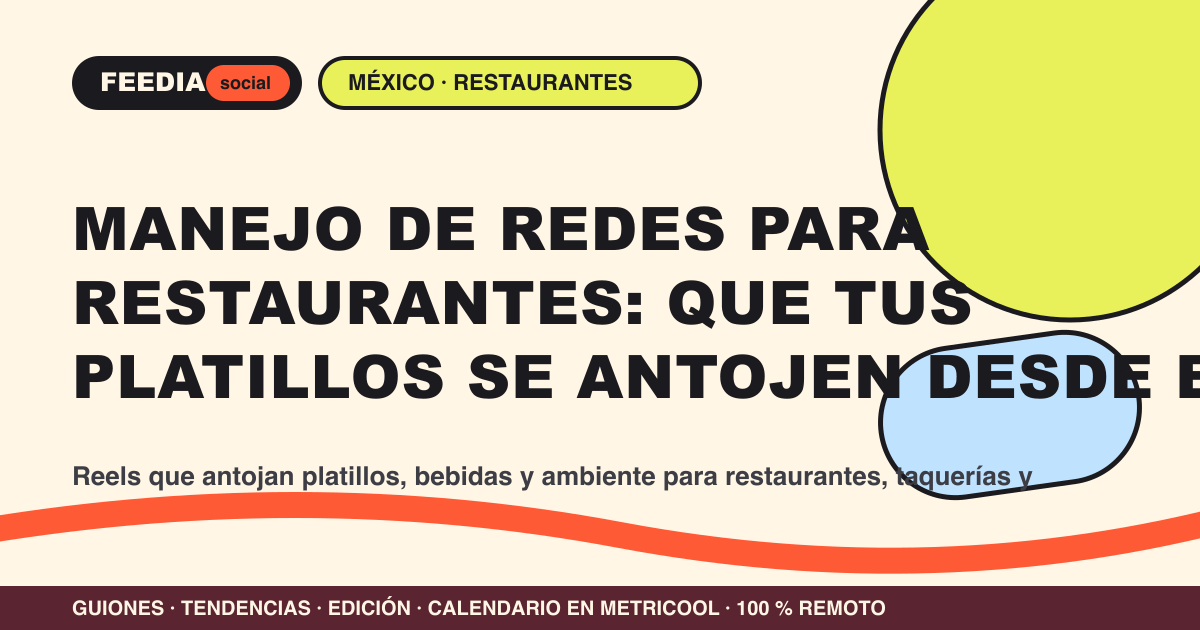 FEEDIA social
MÉXICO · RESTAURANTES
MANEJO DE REDES PARA
RESTAURANTES: QUE TUS
PLATILLOS SE ANTOJEN DESDE
Reels que antojan platillos, bebidas y ambiente para restaurantes, taquerías y
GUIONES · TENDENCIAS · EDICIÓN · CALENDARIO EN METRICOOL · 100 % REMOTO